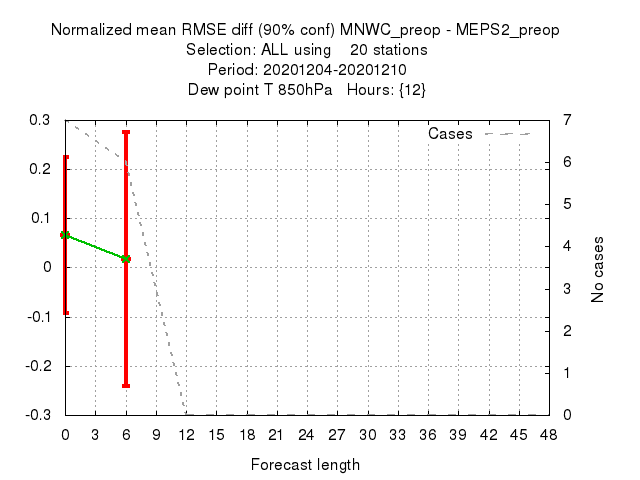 Normalized mean RMSE diff (90% conf) MNWC_preop - MEPS2_preop
Selection: ALL using    20 stations
Period: 20201204-20201210
Dew point T 850hPa   Hours: {12}
Cases
0.3
0.2
0.1
0
-0.1
-0.2
-0.3
7
6
5
4
3
2
1
0
No cases
0 3 6 9 12 15 18 21 24 27 30 33 36 39 42 45 48
Forecast length